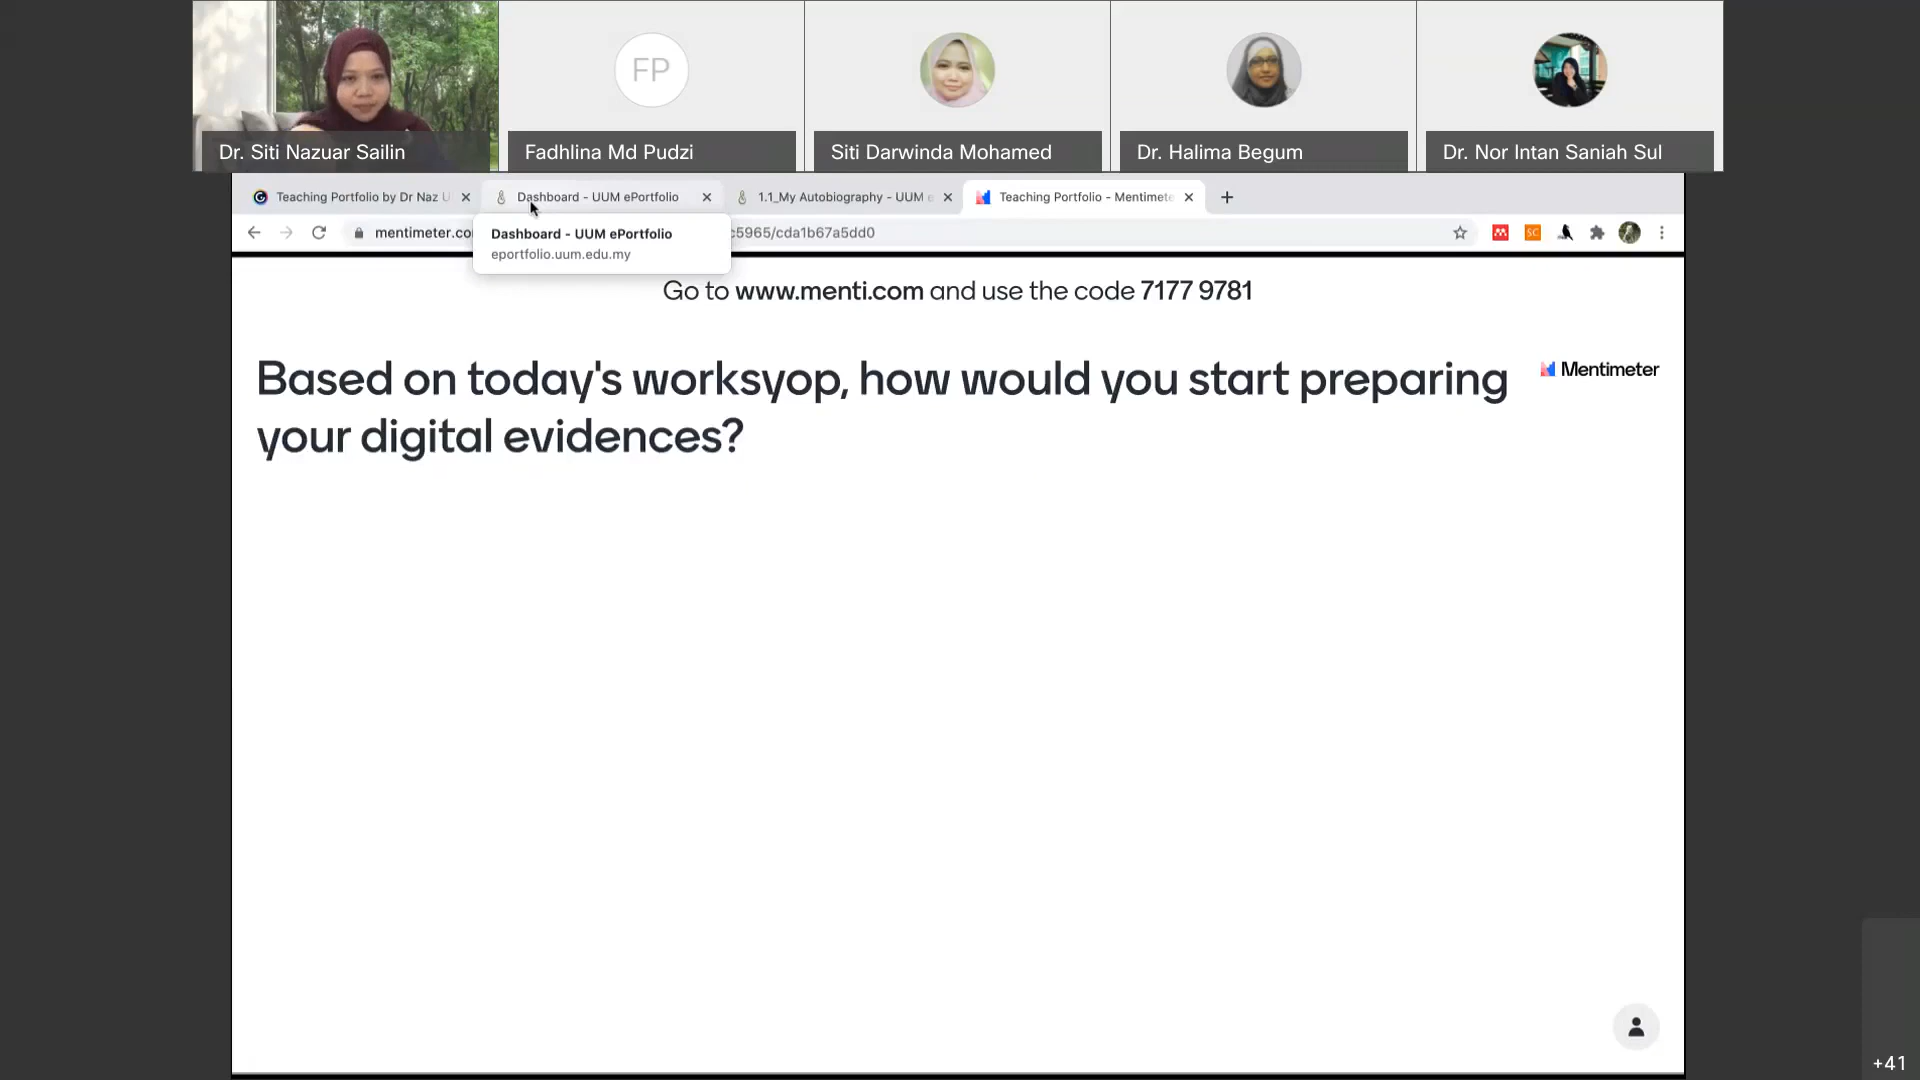 FP
Dr. Siti Nazuar Sailin
Fadhlina Md Pudzi
Siti Darwinda Mohamed
Dr. Halima Begum
Dr. Nor Intan Saniah Sul
Teaching Portfolio by Dr Naz U
Dashboard - UUM ePortfolio
1.1_My Autobiography - UUM e
Teaching Portfolio - Mentimete
mentimeter.co
c5965/cda1b67a5dd0
SC
Dashboard - UUM ePortfolio
eportfolio.uum.edu.my
Go to www.menti.com and use the code 7177 9781
Based on today's worksyop, how would you start preparing
your digital evidences?
Mentimeter
+41